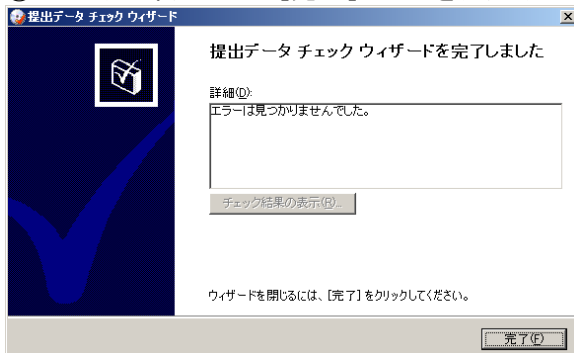 提出データ チェック ウィザード
提出データ チェック ウィザードを完了しました
詳細(D):
エラーは見つかりませんでした。
チェック結果の表示(R)...
ウィザードを閉じるには、[完了] をクリックしてください。
完了(F)